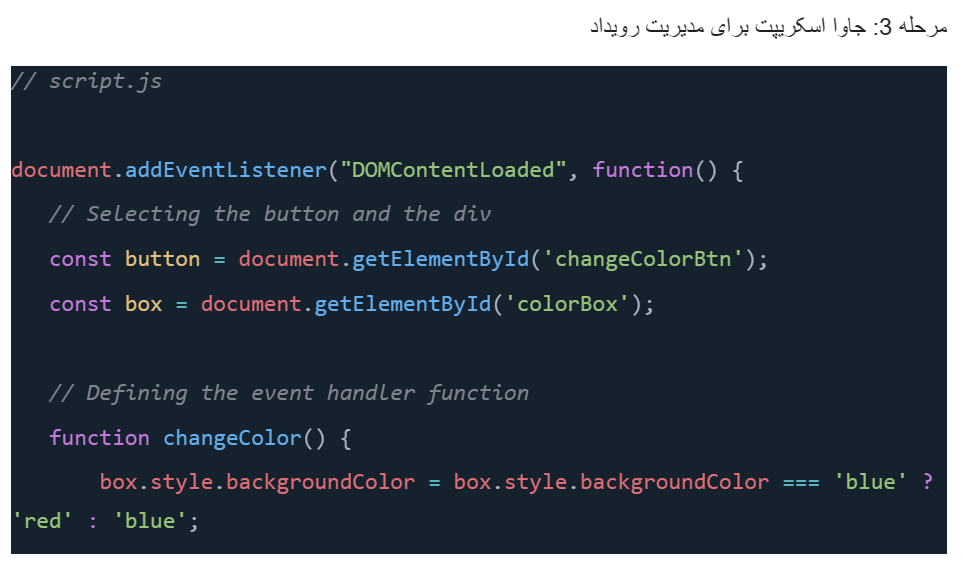 مرحله 3: جاوا اسکریپت برای مدیریت رویداد
// script.js
document.addEventListener("DOMContentLoaded", function() {
// Selecting the button and the div
const button = document.getElementById('changeColorBtn');
const box = document.getElementById('colorBox');
// Defining the event handler function
function changeColor() {
box.style.backgroundColor = box.style.backgroundColor === 'blue' ?
'red' : 'blue';